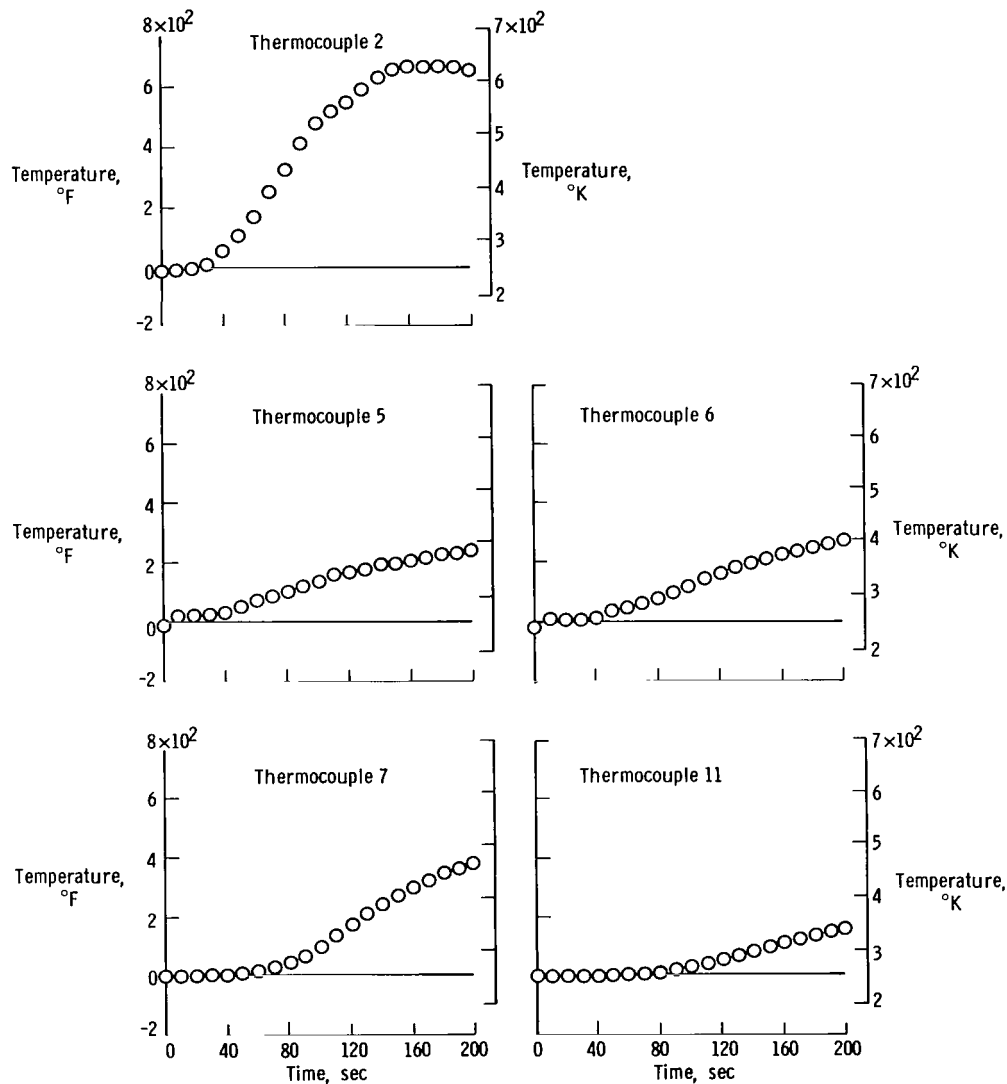 8×10²
7×10²
Thermocouple 2
6
6
4
5
Temperature,
°F
Temperature,
°K
4
2
3
0
2
-2
8×10²
7×10²
Thermocouple 5
Thermocouple 6
6
6
4
5
Temperature,
°F
4
Temperature,
°K
2
3
0
2
-2
8×10²
7×10²
Thermocouple 7
Thermocouple 11
6
6
4
5
Temperature,
°F
4
Temperature,
°K
2
3
0
2
-2
0 40 80 120 160 200
0 40 80 120 160 200
Time, sec
Time, sec